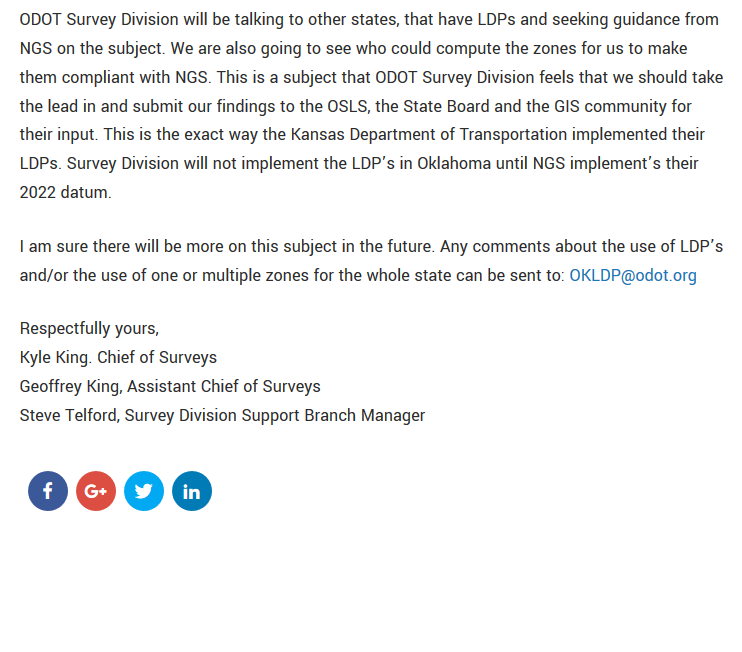 ODOT Survey Division will be talking to other states, that have LDPs and seeking guidance from
NGS on the subject. We are also going to see who could compute the zones for us to make
them compliant with NGS. This is a subject that ODOT Survey Division feels that we should take
the lead in and submit our findings to the OSLS, the State Board and the GIS community for
their input. This is the exact way the Kansas Department of Transportation implemented their
LDPs. Survey Division will not implement the LDP’s in Oklahoma until NGS implement’s their
2022 datum.
I am sure there will be more on this subject in the future. Any comments about the use of LDP’s
and/or the use of one or multiple zones for the whole state can be sent to: OKLDP@odot.org
Respectfully yours,
Kyle King. Chief of Surveys
Geoffrey King, Assistant Chief of Surveys
Steve Telford, Survey Division Support Branch Manager
f G+ in